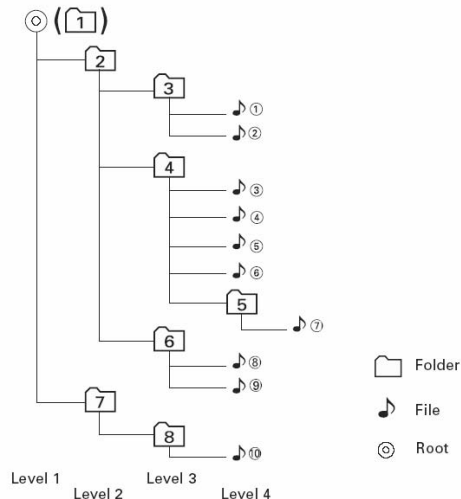 (1)
2
3
①
②
4
③
④
⑤
⑥
5
⑦
6
⑧
⑨
7
8
⑩
Folder
File
Root
Level 1
Level 2
Level 3
Level 4